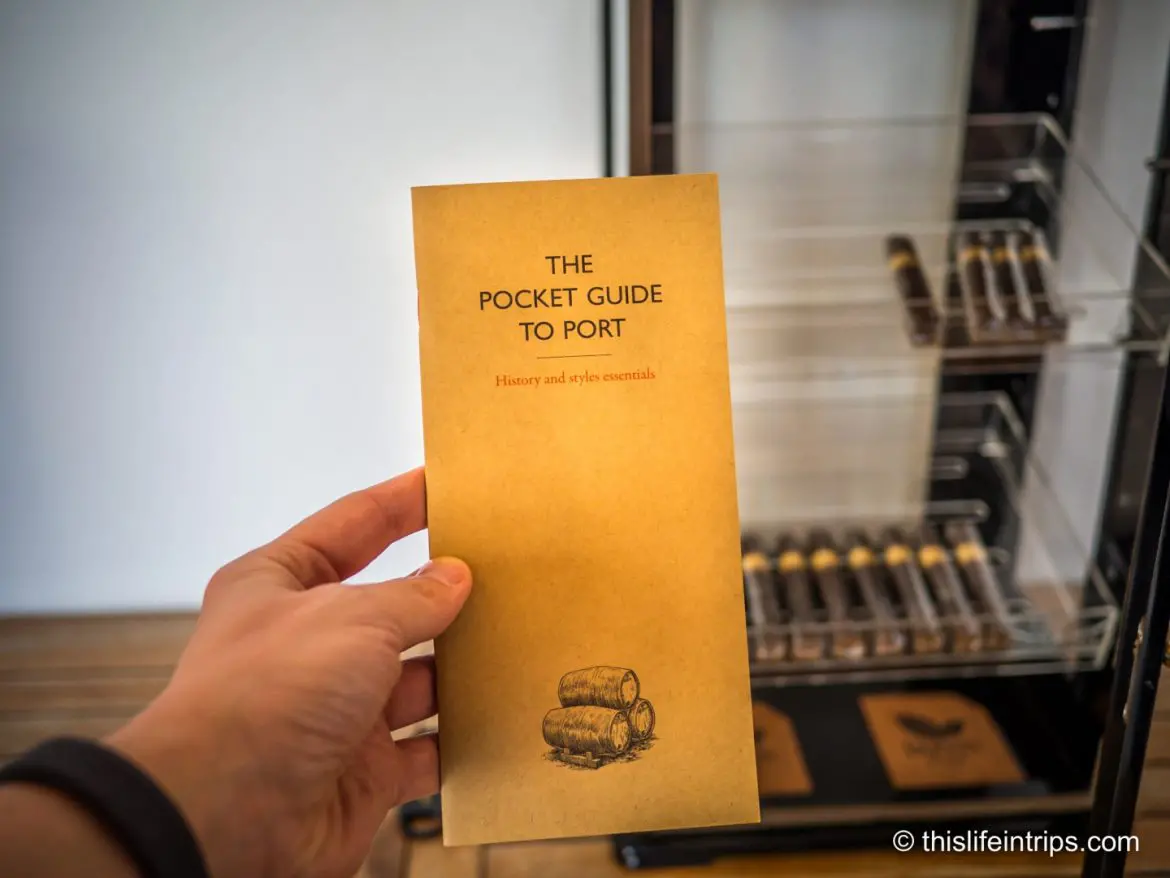 THE
POCKET GUIDE
TO PORT
History and styles essentials
© thislifeintrips.com